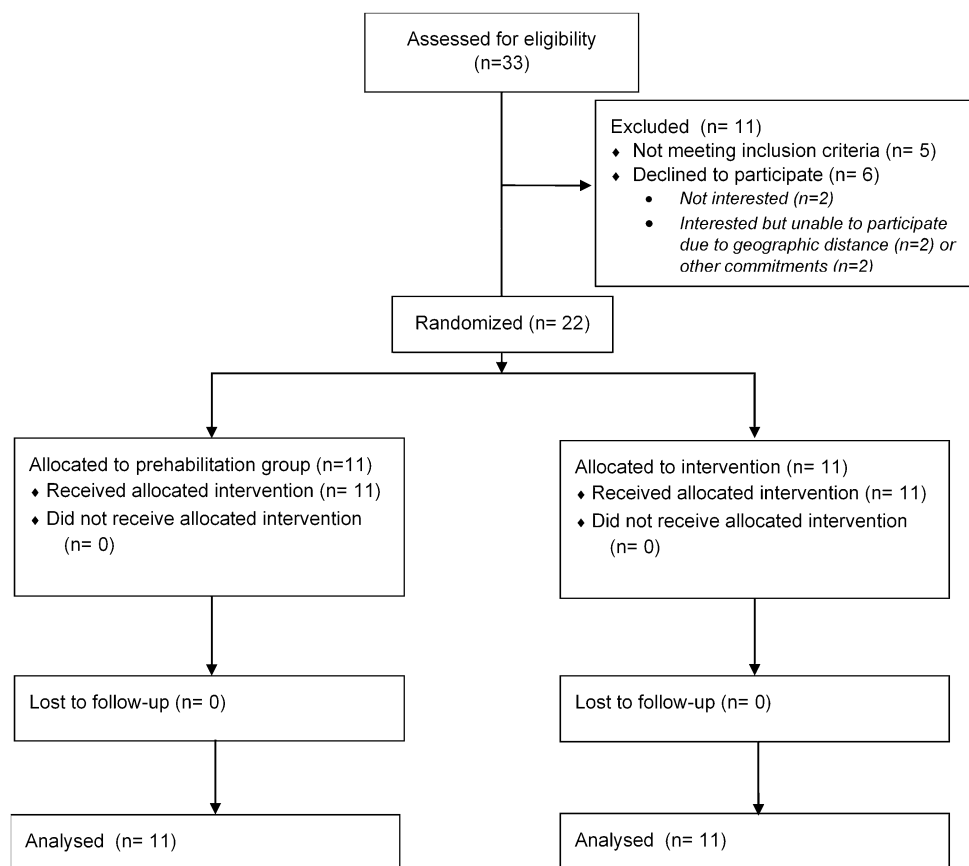 Assessed for eligibility
(n=33)
Excluded (n= 11)
♦ Not meeting inclusion criteria (n= 5)
♦ Declined to participate (n= 6)
• Not interested (n=2)
• Interested but unable to participate
due to geographic distance (n=2) or
other commitments (n=2)
Randomized (n= 22)
Allocated to prehabilitation group (n=11)
♦ Received allocated intervention (n= 11)
♦ Did not receive allocated intervention
(n= 0)
Allocated to intervention (n= 11)
♦ Received allocated intervention (n= 11)
♦ Did not receive allocated intervention
(n= 0)
Lost to follow-up (n= 0)
Lost to follow-up (n= 0)
Analysed (n= 11)
Analysed (n= 11)